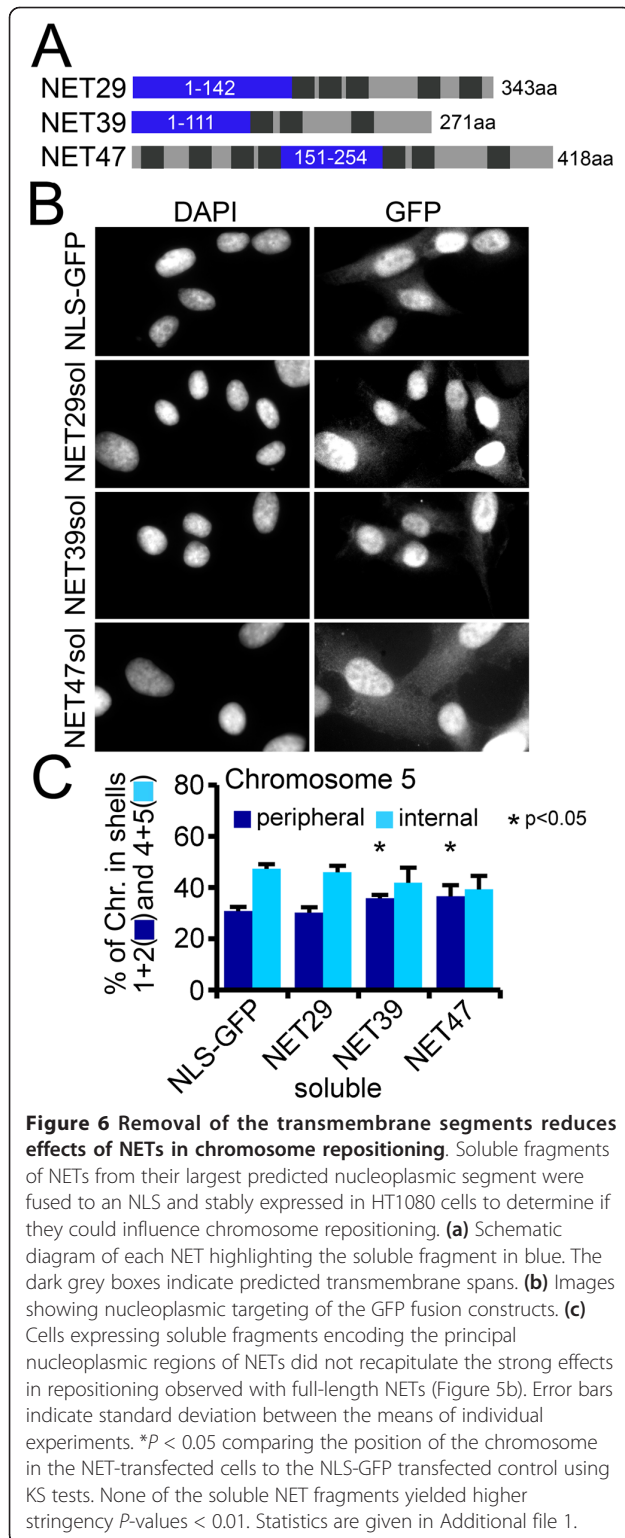 A
NET29 1-142 343aa
NET39 1-111 271aa
NET47 151-254 418aa
B
DAPI GFP
NLS-GFP
NET29sol
NET39sol
NET47sol
C
Chromosome 5
peripheral internal * p<0.05
% of Chr. in shells
1+2(■) and 4+5(■)
80
60
40
20
0
* *
NLS-GFP NET29 NET39 NET47
soluble
Figure 6 Removal of the transmembrane segments reduces
effects of NETs in chromosome repositioning. Soluble fragments
of NETs from their largest predicted nucleoplasmic segment were
fused to an NLS and stably expressed in HT1080 cells to determine if
they could influence chromosome repositioning. (a) Schematic
diagram of each NET highlighting the soluble fragment in blue. The
dark grey boxes indicate predicted transmembrane spans. (b) Images
showing nucleoplasmic targeting of the GFP fusion constructs. (c)
Cells expressing soluble fragments encoding the principal
nucleoplasmic regions of NETs did not recapitulate the strong effects
in repositioning observed with full-length NETs (Figure 5b). Error bars
indicate standard deviation between the means of individual
experiments. *P < 0.05 comparing the position of the chromosome
in the NET-transfected cells to the NLS-GFP transfected control using
KS tests. None of the soluble NET fragments yielded higher
stringency P-values < 0.01. Statistics are given in Additional file 1.